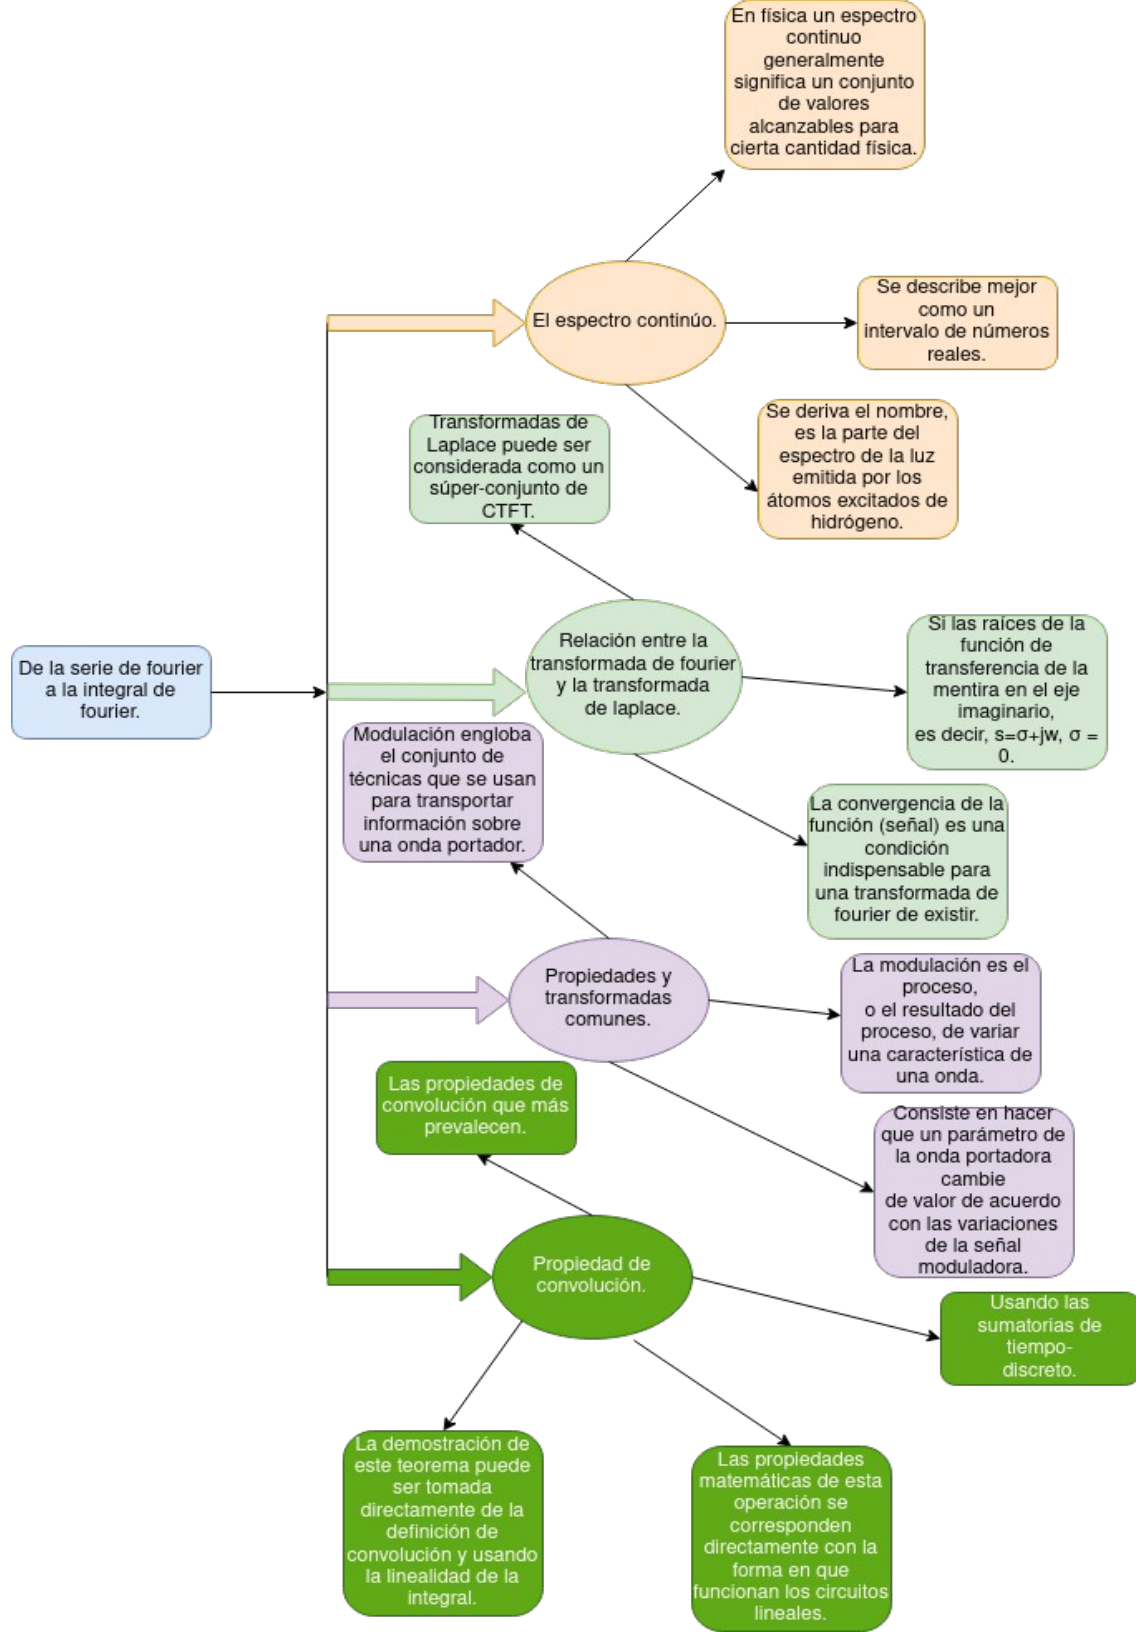 En física un espectro
continuo
generalmente
significa un conjunto
de valores
alcanzables para
cierta cantidad física.
El espectro continúo.
Se describe mejor
como un
intervalo de números
reales.
Se deriva el nombre,
es la parte del
espectro de la luz
emitida por los
átomos excitados de
hidrógeno.
Transformadas de
Laplace puede ser
considerada como un
súper-conjunto de
CTFT.
De la serie de fourier
a la integral de
fourier.
Relación entre la
transformada de fourier
y la transformada
de laplace.
Si las raíces de la
función de
transferencia de la
mentira en el eje
imaginario,
es decir, s=σ+jw, σ =
0.
La convergencia de la
función (señal) es una
condición
indispensable para
una transformada de
fourier de existir.
Modulación engloba
el conjunto de
técnicas que se usan
para transportar
información sobre
una onda portador.
Propiedades y
transformadas
comunes.
La modulación es el
proceso,
o el resultado del
proceso, de variar
una característica de
una onda.
Consiste en hacer
que un parámetro de
la onda portadora
cambie
de valor de acuerdo
con las variaciones
de la señal
moduladora.
Las propiedades de
convolución que más
prevalecen.
Propiedad de
convolución.
Usando las
sumatorias de
tiempo-
discreto.
La demostración de
este teorema puede
ser tomada
directamente de la
definición de
convolución y usando
la linealidad de la
integral.
Las propiedades
matemáticas de esta
operación se
corresponden
directamente con la
forma en que
funcionan los circuitos
lineales.